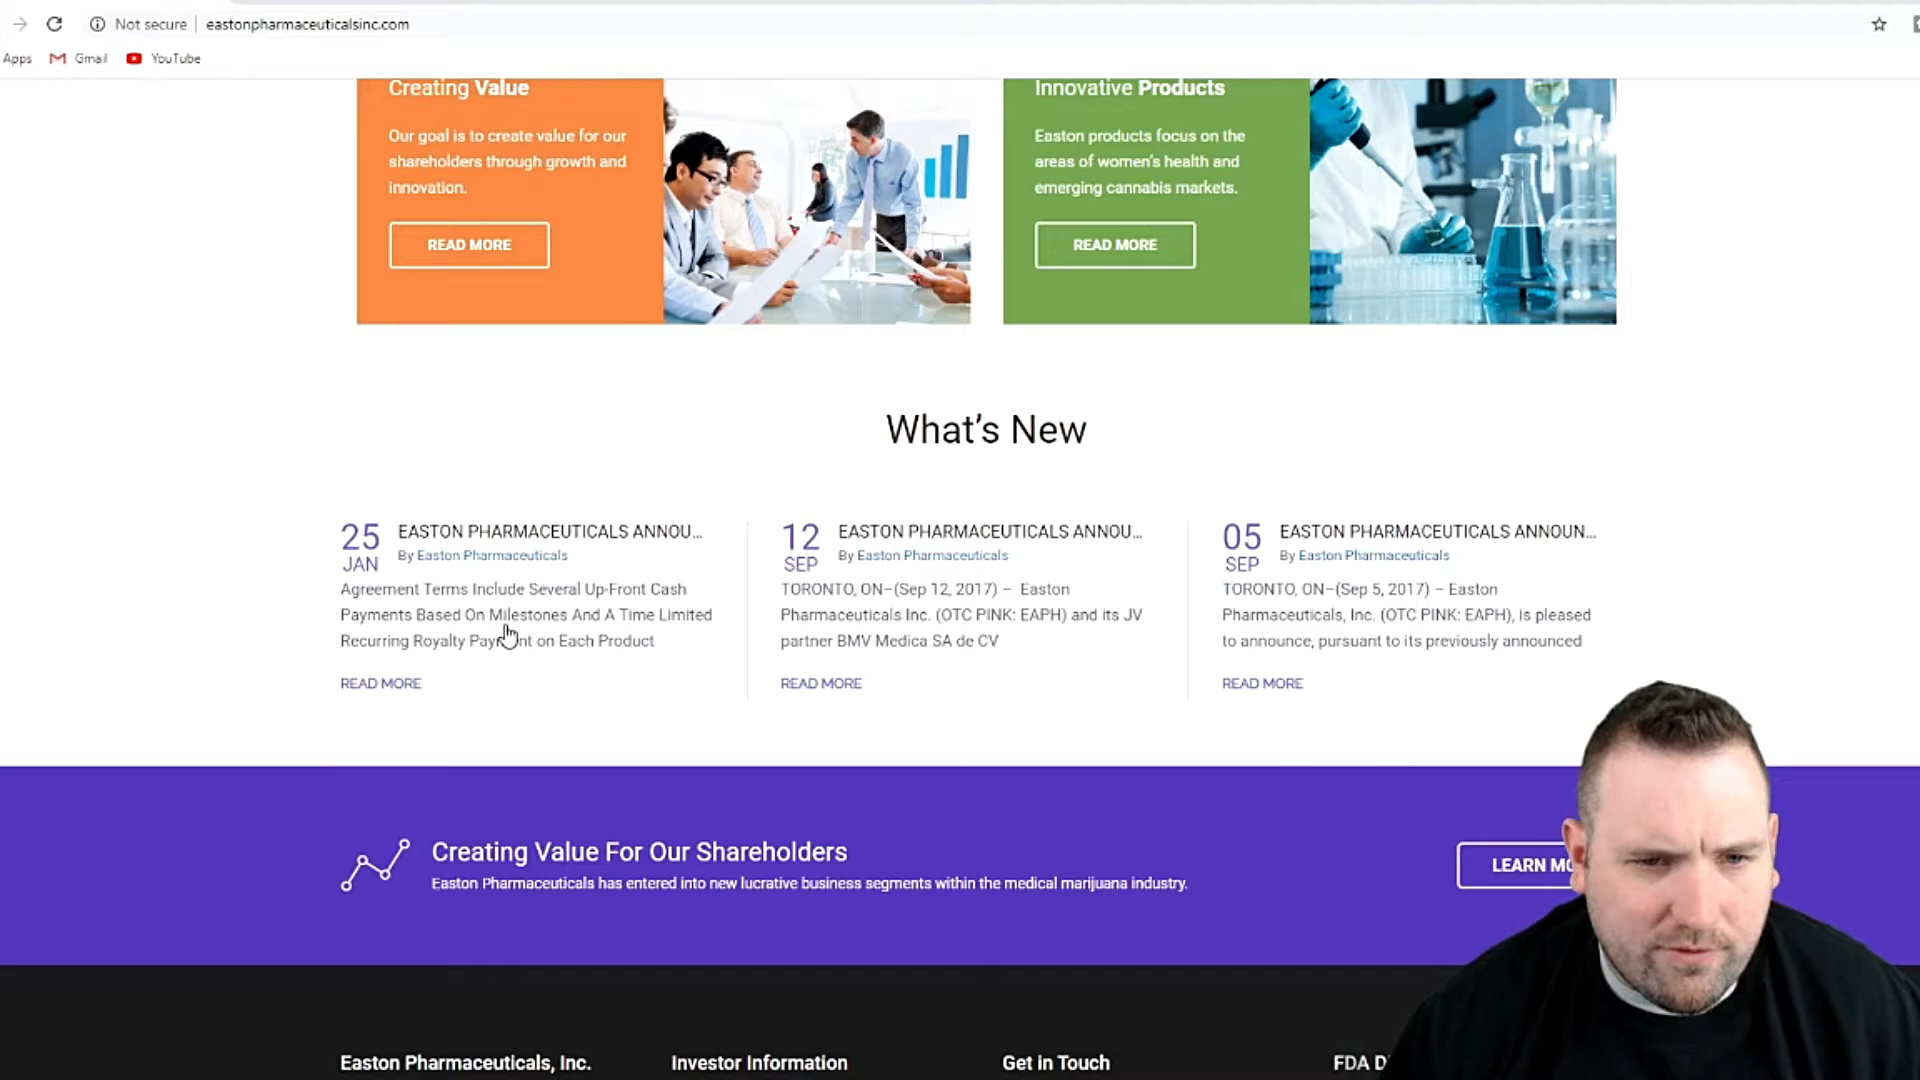 Not secure
eastonpharmaceuticalsinc.com
Apps
Gmail
YouTube
Creating Value
Our goal is to create value for our
shareholders through growth and
innovation.
READ MORE
Innovative Products
Easton products focus on the
areas of women's health and
emerging cannabis markets.
READ MORE
What's New
25
JAN
EASTON PHARMACEUTICALS ANNOU...
By Easton Pharmaceuticals
Agreement Terms Include Several Up-Front Cash
Payments Based On Milestones And A Time Limited
Recurring Royalty Payment on Each Product
READ MORE
12
SEP
EASTON PHARMACEUTICALS ANNOU...
By Easton Pharmaceuticals
TORONTO, ON–(Sep 12, 2017) – Easton
Pharmaceuticals Inc. (OTC PINK: EAPH) and its JV
partner BMV Medica SA de CV
READ MORE
05
SEP
EASTON PHARMACEUTICALS ANNOUN...
By Easton Pharmaceuticals
TORONTO, ON–(Sep 5, 2017) – Easton
Pharmaceuticals, Inc. (OTC PINK: EAPH), is pleased
to announce, pursuant to its previously announced
READ MORE
Creating Value For Our Shareholders
Easton Pharmaceuticals has entered into new lucrative business segments within the medical marijuana industry.
LEARN MO
Easton Pharmaceuticals, Inc.
Investor Information
Get in Touch
FDA D